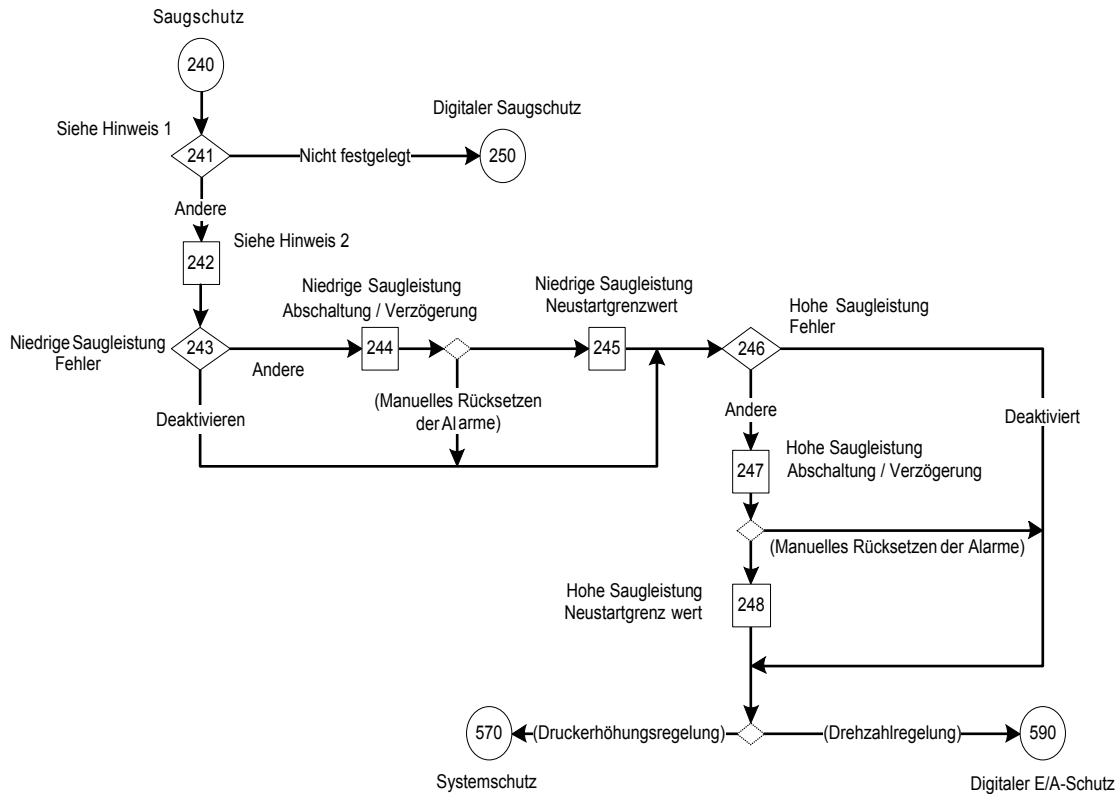 Saugschutz
240
Siehe Hinweis 1
Digitaler Saugschutz
241
Nicht festgelegt
250
Andere
Siehe Hinweis 2
242
Niedrige Saugleistung
Abschaltung / Verzögerung
Niedrige Saugleistung
Neustartgrenzwert
Hohe Saugleistung
Fehler
Niedrige Saugleistung
Fehler
243
Andere
244
245
246
(Manuelles Rücksetzen
der Alarme)
Deaktivieren
Andere
Deaktiviert
Hohe Saugleistung
Abschaltung / Verzögerung
247
(Manuelles Rücksetzen der Alarme)
Hohe Saugleistung
Neustartgrenz wert
248
570
(Druckerhöhungsregelung)
(Drehzahlregelung)
590
Systemschutz
Digitaler E/A-Schutz